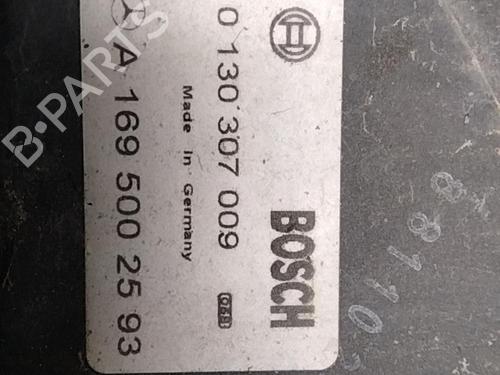 BOSCH
0 130 307 009
Made in Germany
A 169 500 25 93
B-PARTS